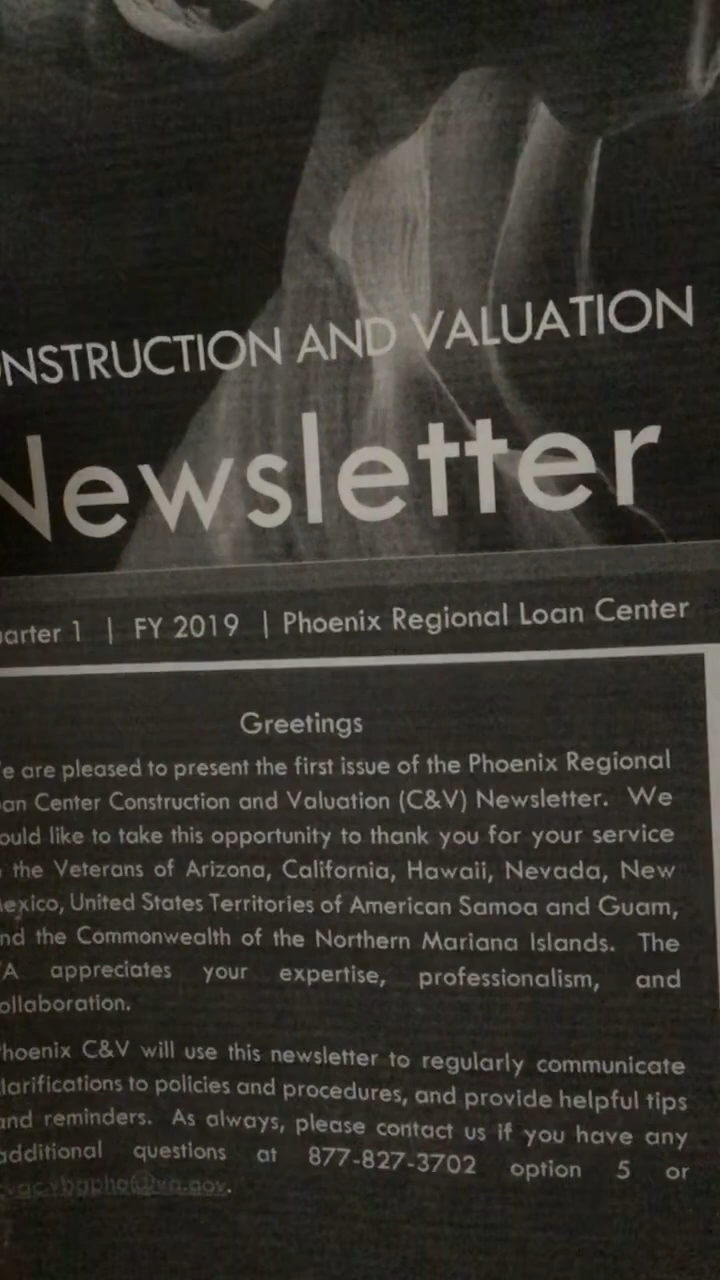 ONSTRUCTION AND VALUATION
Newsletter
uarter 1 | FY 2019 | Phoenix Regional Loan Center
Greetings
e are pleased to present the first issue of the Phoenix Regional
an Center Construction and Valuation (C&V) Newsletter. We
ould like to take this opportunity to thank you for your service
the Veterans of Arizona, California, Hawaii, Nevada, New
exico, United States Territories of American Samoa and Guam,
nd the Commonwealth of the Northern Mariana Islands. The
A appreciates your expertise, professionalism, and
ollaboration.
hoenix C&V will use this newsletter to regularly communicate
larifications to policies and procedures, and provide helpful tips
and reminders. As always, please contact us if you have any
additional questions at 877-827-3702 option 5 or